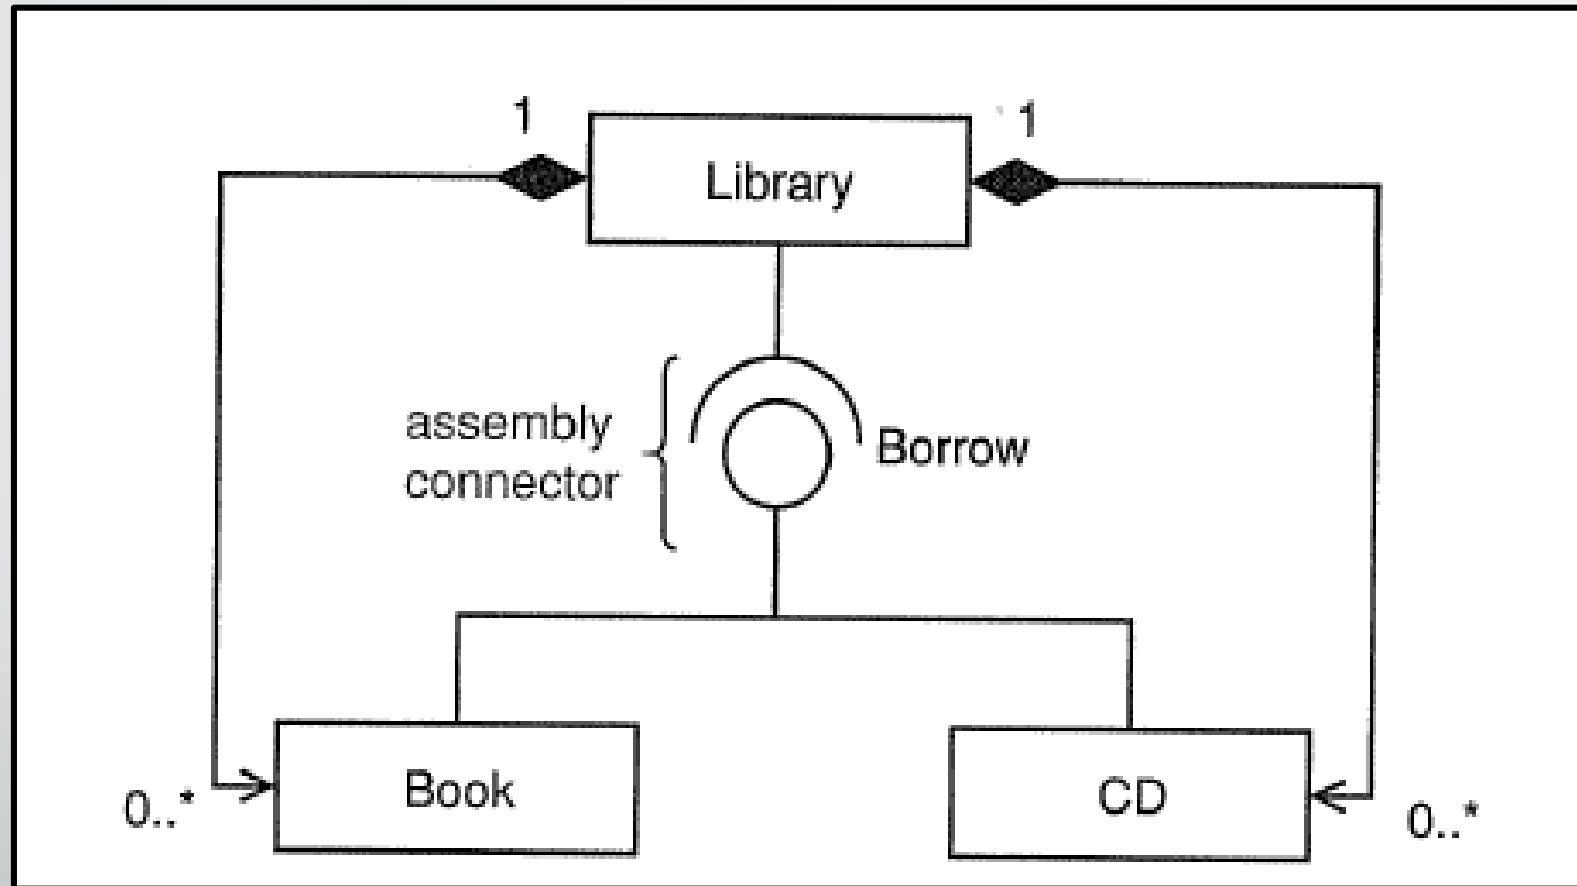 1
1
Library
assembly
connector
Borrow
Book
CD
0..*
0..*